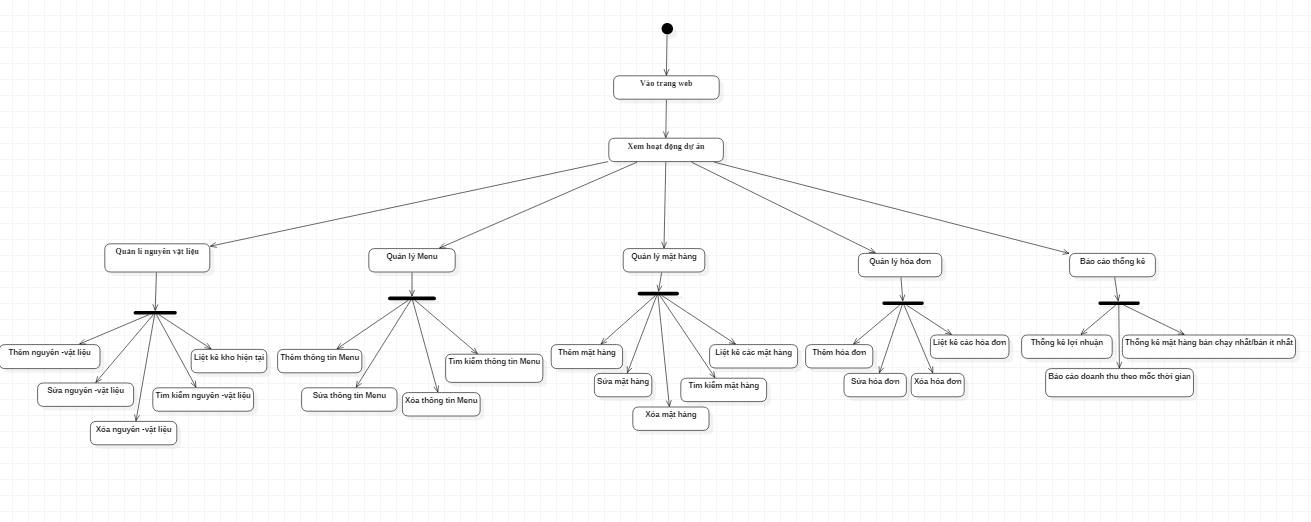 Vào trang web
Xem hoạt động dự án
Quản lí nguyên vật liệu
Quản lý Menu
Quản lý mặt hàng
Quản lý hóa đơn
Báo cáo thống kê
Thêm nguyên -vật liệu
Liệt kê kho hiện tại
Sửa nguyên -vật liệu
Tìm kiếm nguyên -vật liệu
Xóa nguyên -vật liệu
Thêm thông tin Menu
Tìm kiếm thông tin Menu
Sửa thông tin Menu
Xóa thông tin Menu
Thêm mặt hàng
Liệt kê các mặt hàng
Sửa mặt hàng
Tìm kiếm mặt hàng
Xóa mặt hàng
Thêm hóa đơn
Liệt kê các hóa đơn
Sửa hóa đơn
Xóa hóa đơn
Thống kê lợi nhuận
Thống kê mặt hàng bán chạy nhất/bán ít nhất
Báo cáo doanh thu theo mốc thời gian